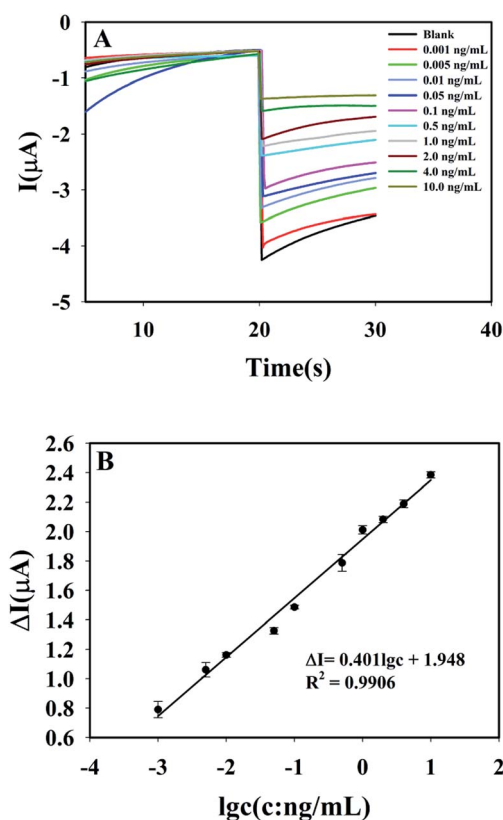 A
0
-1
-2
-3
-4
-5
I(μA)
10
20
30
40
Time(s)
Blank
0.001 ng/mL
0.005 ng/mL
0.01 ng/mL
0.05 ng/mL
0.1 ng/mL
0.5 ng/mL
1.0 ng/mL
2.0 ng/mL
4.0 ng/mL
10.0 ng/mL
B
2.6
2.4
2.2
2.0
1.8
1.6
1.4
1.2
1.0
0.8
0.6
ΔI(μA)
ΔI= 0.401lgc + 1.948
R² = 0.9906
-4
-3
-2
-1
0
1
2
lgc(c:ng/mL)